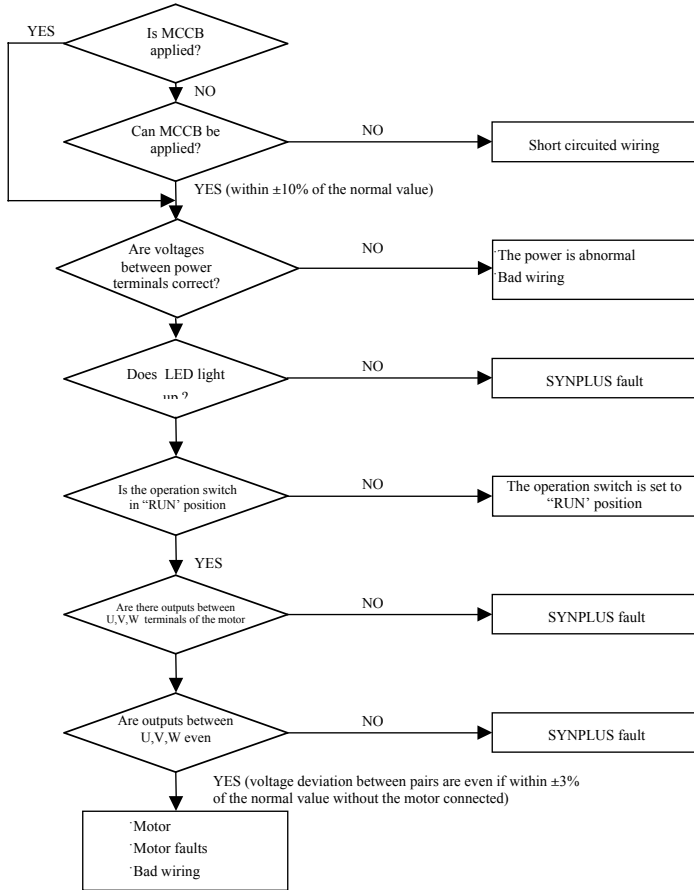 YES
Is MCCB
applied?
NO
Can MCCB be
applied?
NO
Short circuited wiring
YES (within ±10% of the normal value)
Are voltages
between power
terminals correct?
NO
˙The power is abnormal
˙Bad wiring
Does LED light
up ?
NO
SYNPLUS fault
Is the operation switch
in “RUN’ position
NO
The operation switch is set to
“RUN’ position
YES
Are there outputs between
U,V,W terminals of the motor
NO
SYNPLUS fault
Are outputs between
U,V,W even
NO
SYNPLUS fault
YES (voltage deviation between pairs are even if within ±3%
of the normal value without the motor connected)
˙Motor
˙Motor faults
˙Bad wiring